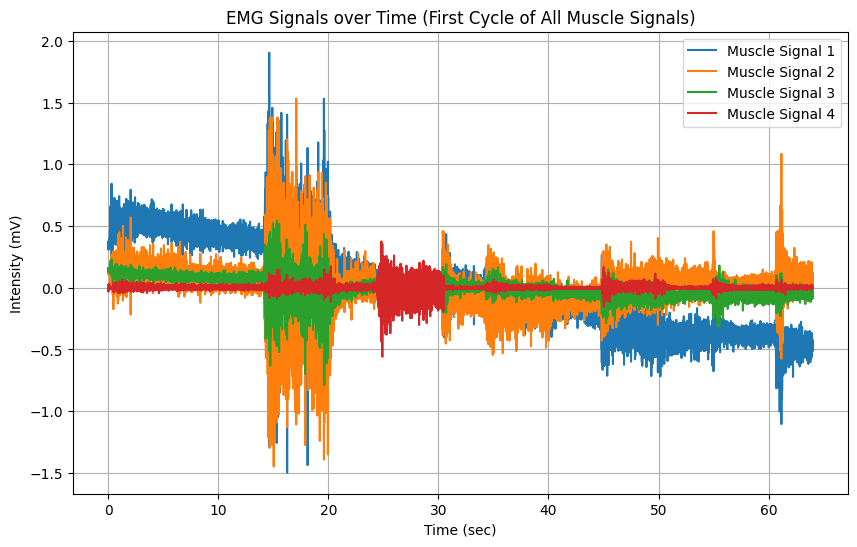 EMG Signals over Time (First Cycle of All Muscle Signals)
Muscle Signal 1
Muscle Signal 2
Muscle Signal 3
Muscle Signal 4
2.0
1.5
1.0
0.5
0.0
−0.5
−1.0
−1.5
Intensity (mV)
0 10 20 30 40 50 60
Time (sec)